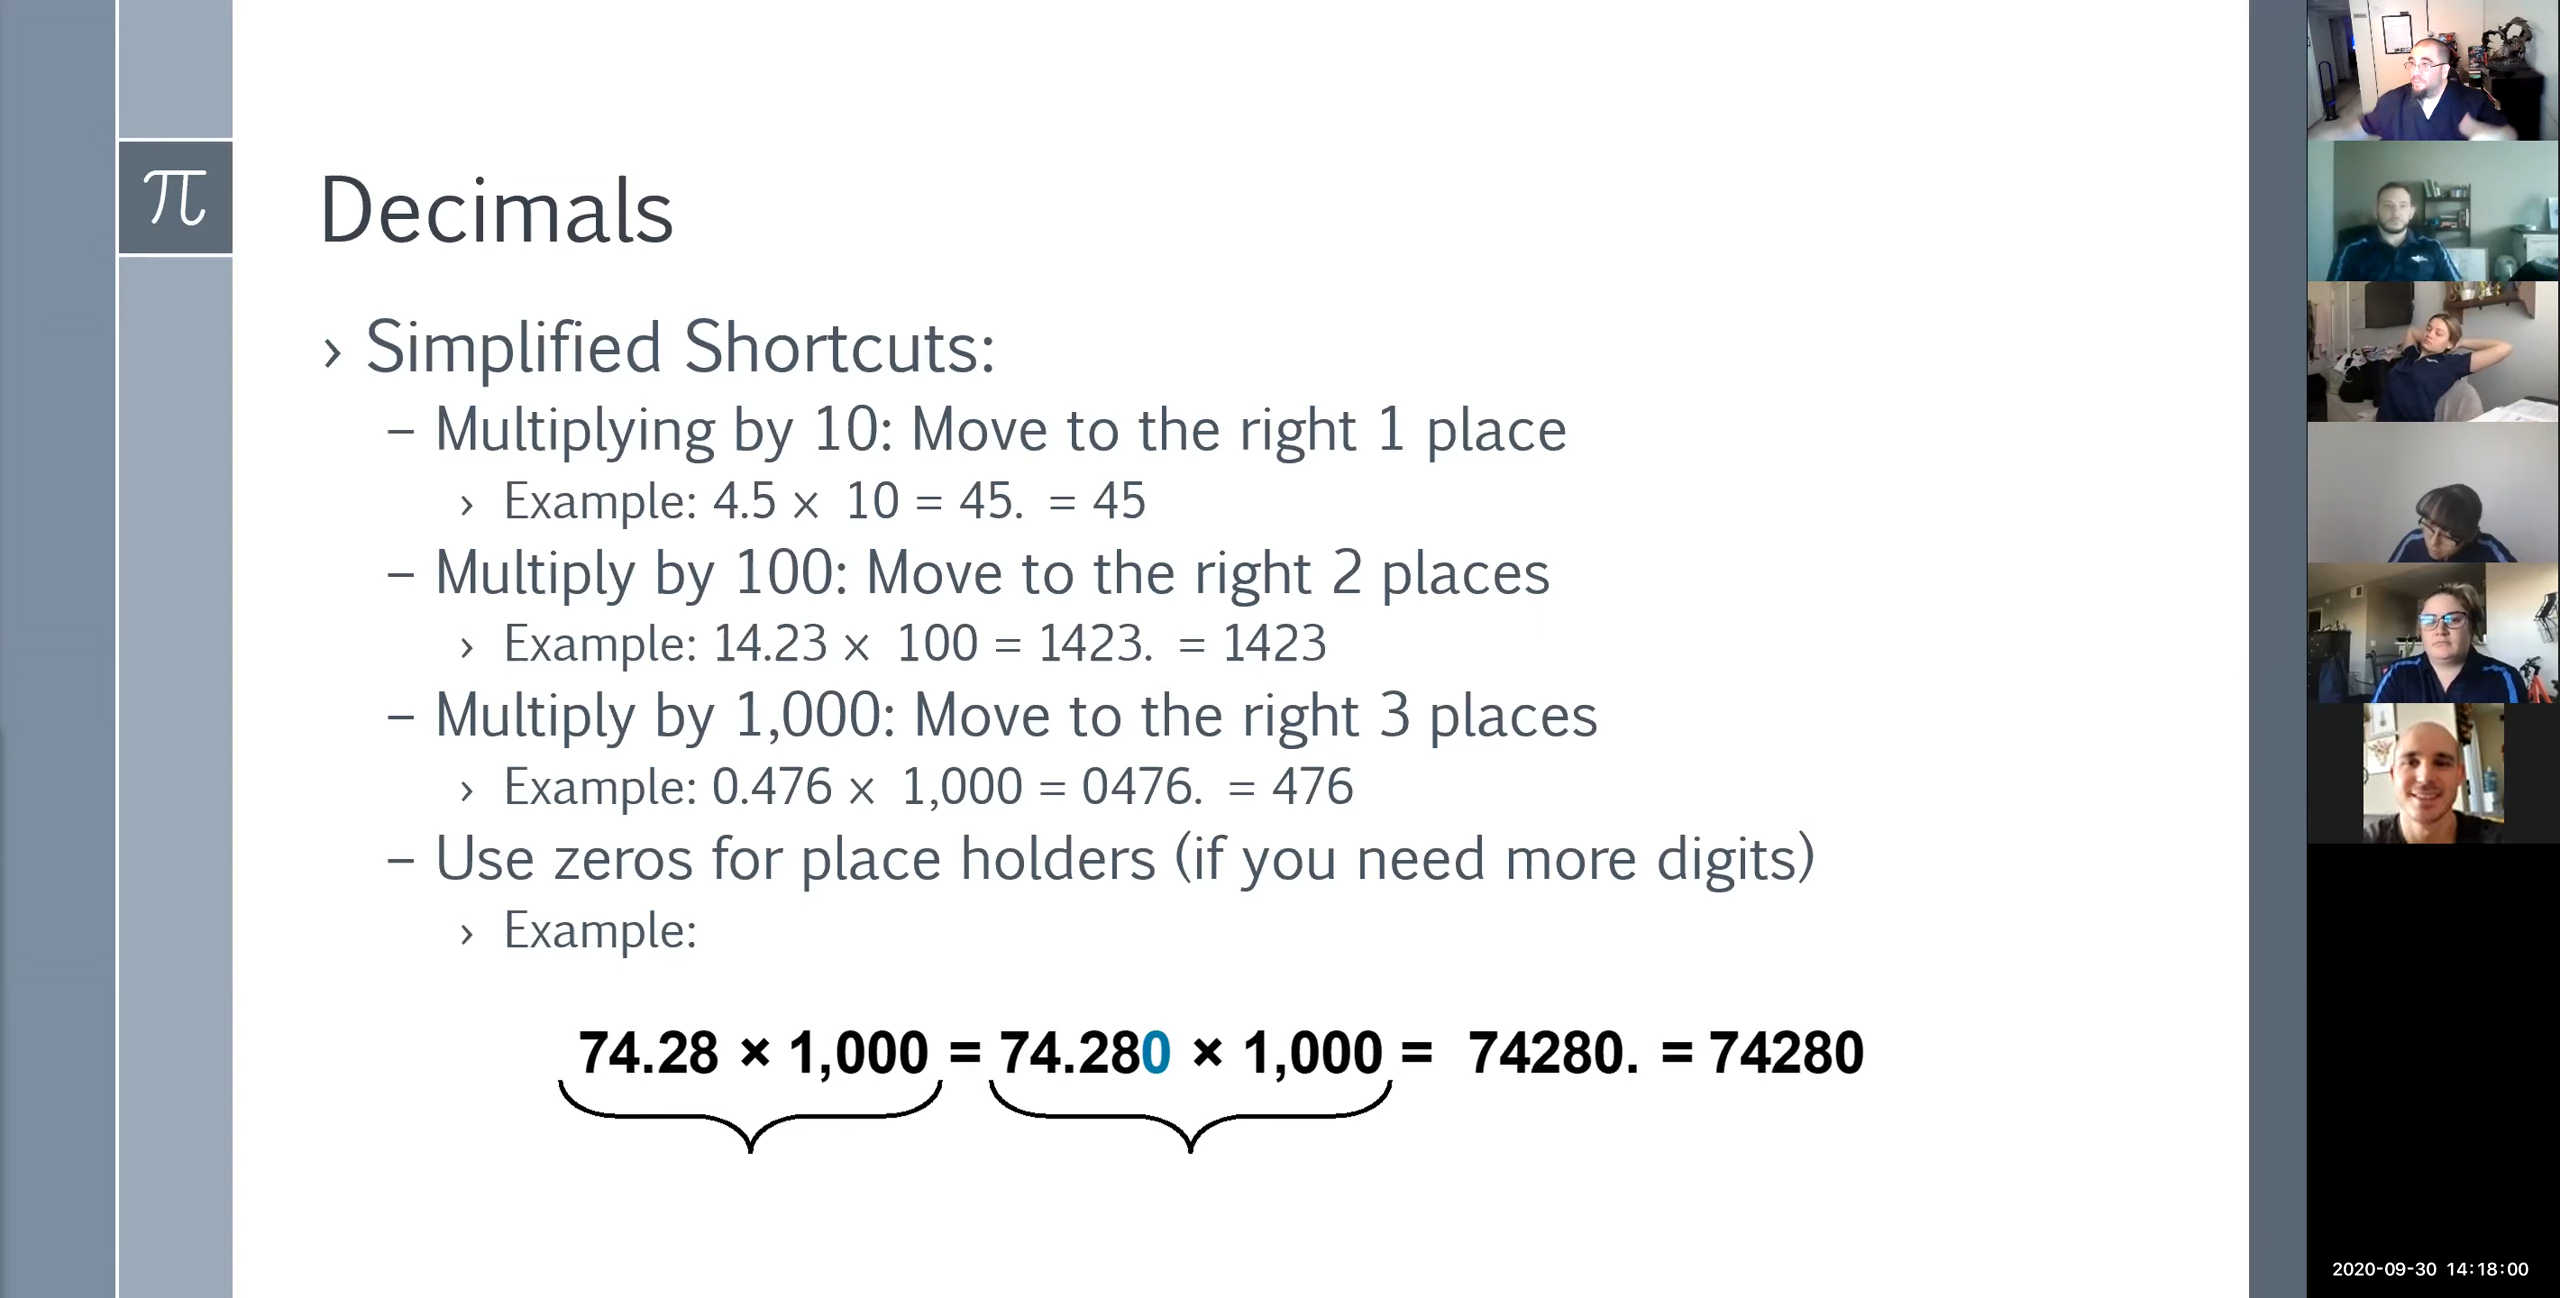 π
Decimals
› Simplified Shortcuts:
– Multiplying by 10: Move to the right 1 place
› Example: 4.5 × 10 = 45. = 45
– Multiply by 100: Move to the right 2 places
› Example: 14.23 × 100 = 1423. = 1423
– Multiply by 1,000: Move to the right 3 places
› Example: 0.476 × 1,000 = 0476. = 476
– Use zeros for place holders (if you need more digits)
› Example:
74.28 × 1,000 = 74.280 × 1,000 = 74280. = 74280
2020-09-30 14:18:00